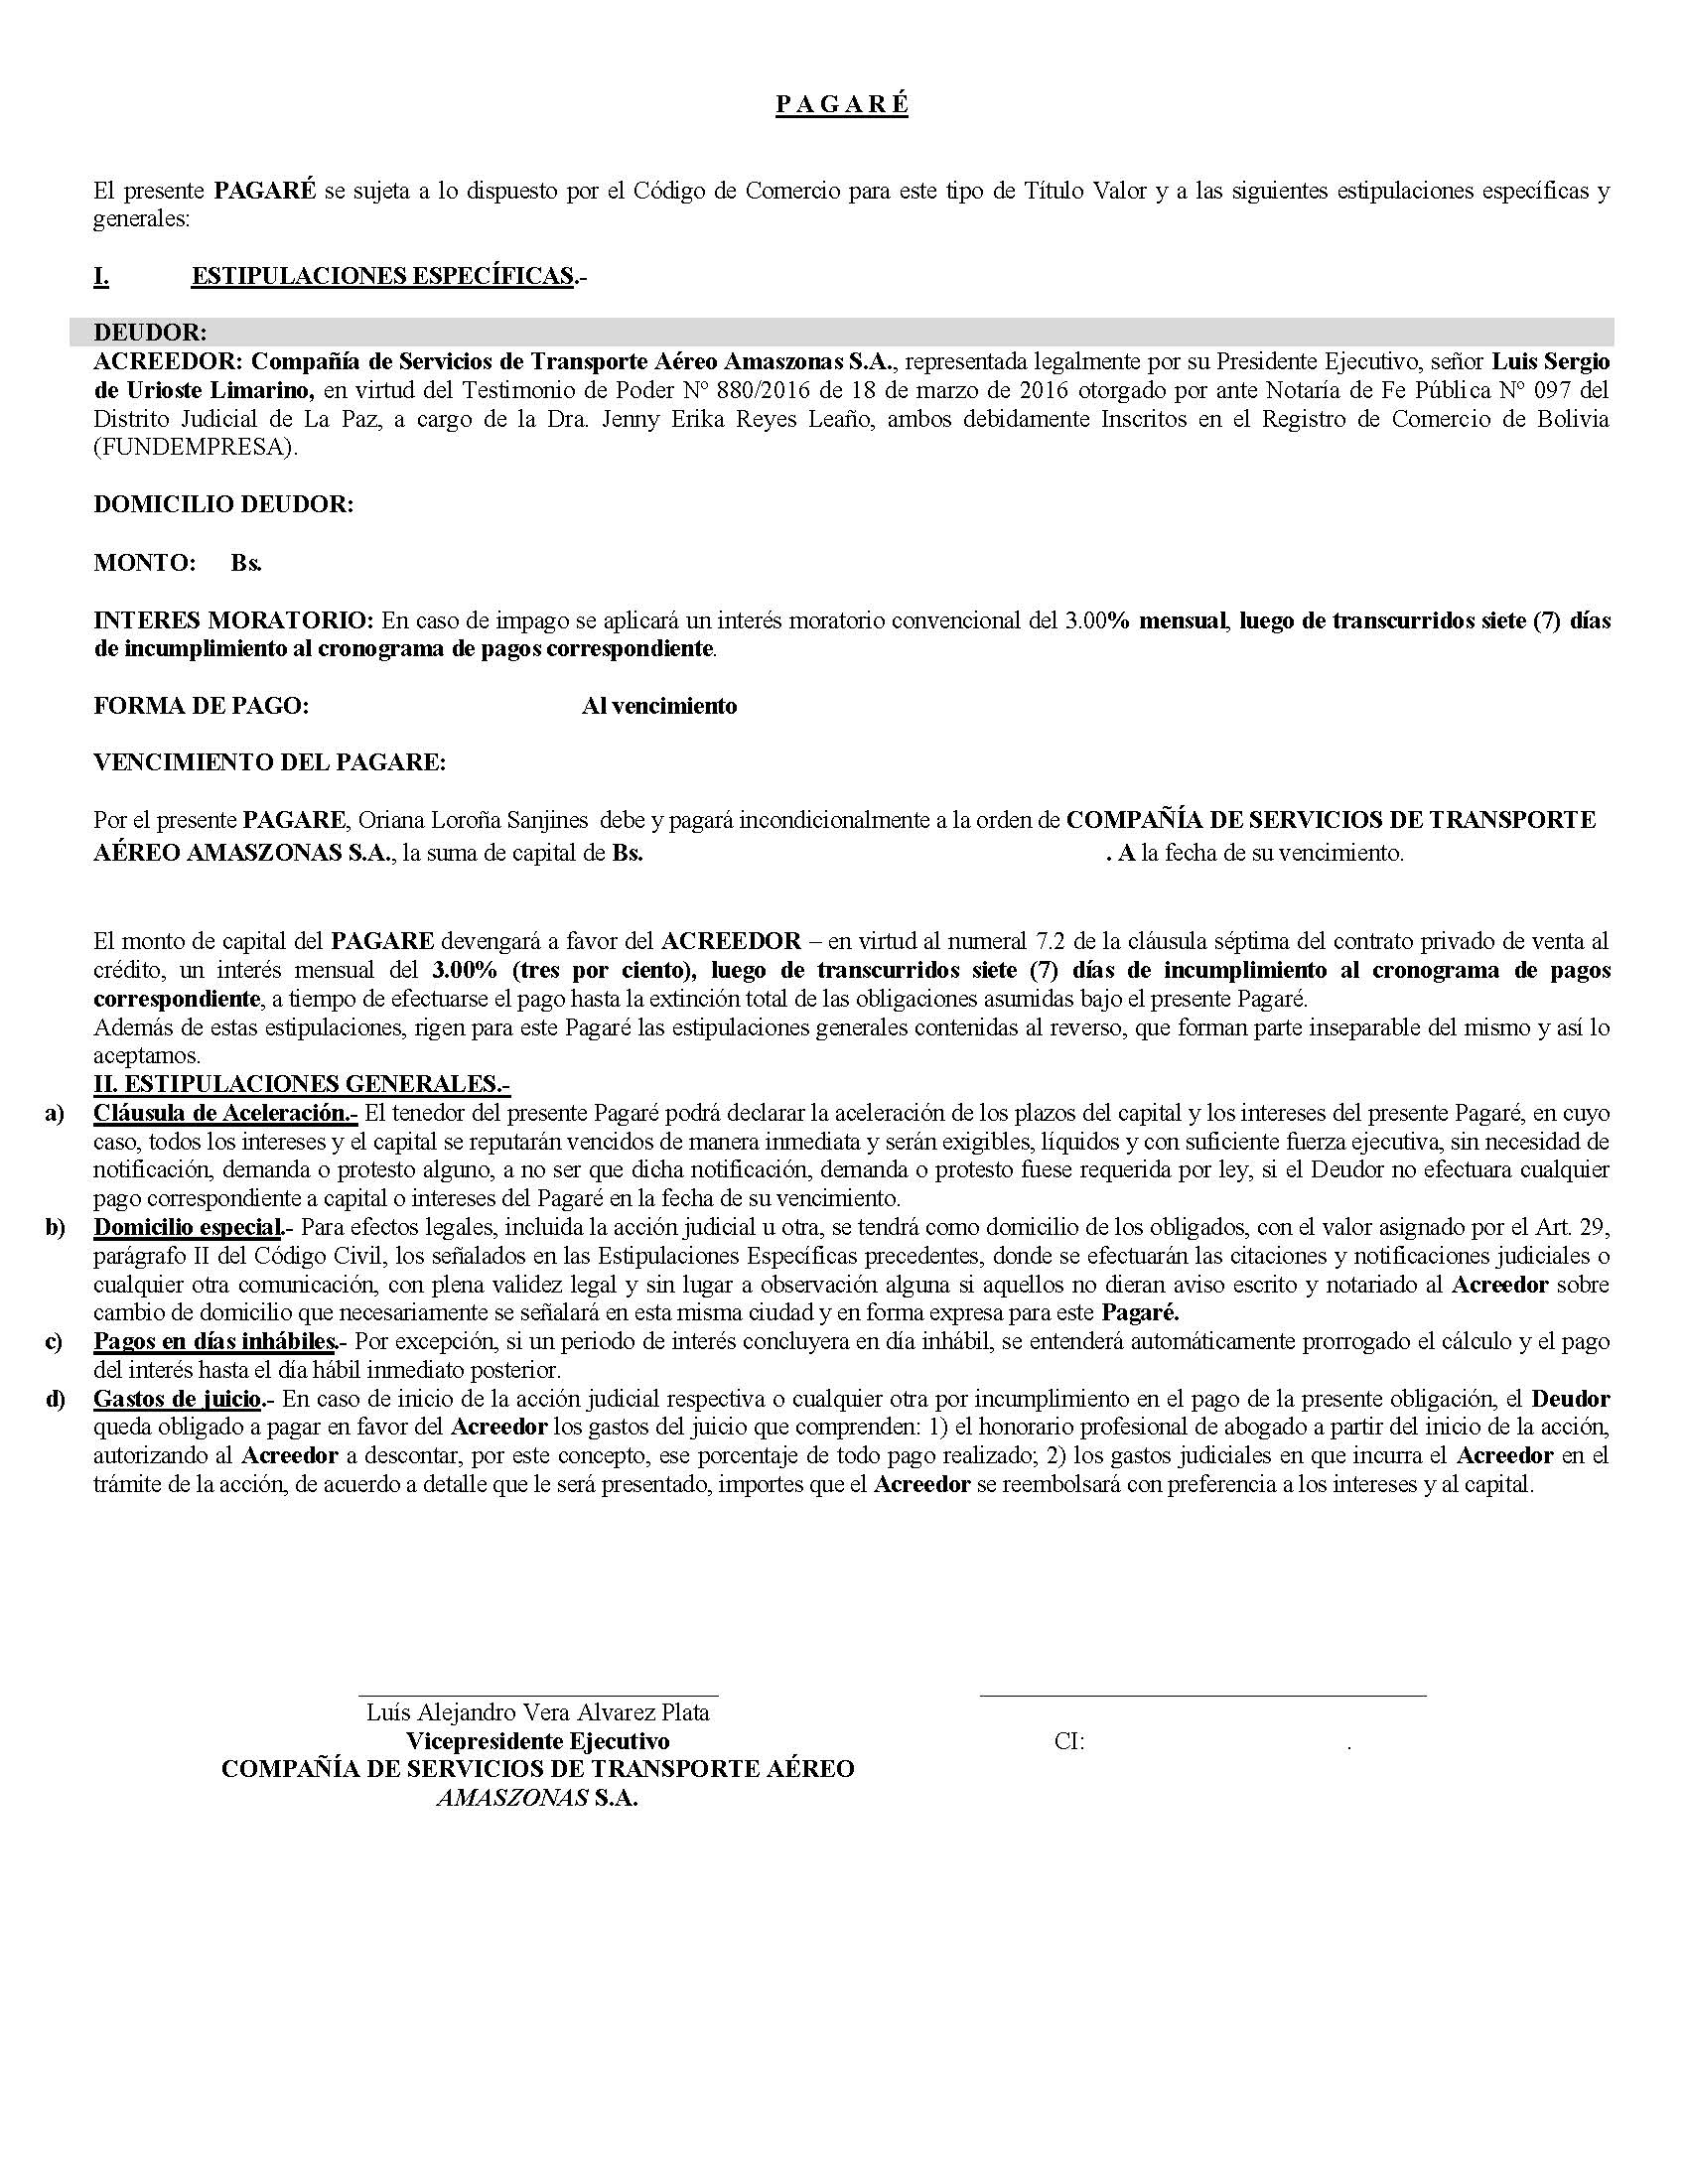 P A G A R É
El presente PAGARÉ se sujeta a lo dispuesto por el Código de Comercio para este tipo de Título Valor y a las siguientes estipulaciones específicas y
generales:
I. ESTIPULACIONES ESPECÍFICAS.-
DEUDOR:
ACREEDOR: Compañía de Servicios de Transporte Aéreo Amaszonas S.A., representada legalmente por su Presidente Ejecutivo, señor Luis Sergio
de Urioste Limarino, en virtud del Testimonio de Poder Nº 880/2016 de 18 de marzo de 2016 otorgado por ante Notaría de Fe Pública Nº 097 del
Distrito Judicial de La Paz, a cargo de la Dra. Jenny Erika Reyes Leaño, ambos debidamente Inscritos en el Registro de Comercio de Bolivia
(FUNDEMPRESA).
DOMICILIO DEUDOR:
MONTO: Bs.
INTERES MORATORIO: En caso de impago se aplicará un interés moratorio convencional del 3.00% mensual, luego de transcurridos siete (7) días
de incumplimiento al cronograma de pagos correspondiente.
FORMA DE PAGO: Al vencimiento
VENCIMIENTO DEL PAGARE:
Por el presente PAGARE, Oriana Loroña Sanjines debe y pagará incondicionalmente a la orden de COMPAÑÍA DE SERVICIOS DE TRANSPORTE
AÉREO AMASZONAS S.A., la suma de capital de Bs. . A la fecha de su vencimiento.
El monto de capital del PAGARE devengará a favor del ACREEDOR – en virtud al numeral 7.2 de la cláusula séptima del contrato privado de venta al
crédito, un interés mensual del 3.00% (tres por ciento), luego de transcurridos siete (7) días de incumplimiento al cronograma de pagos
correspondiente, a tiempo de efectuarse el pago hasta la extinción total de las obligaciones asumidas bajo el presente Pagaré.
Además de estas estipulaciones, rigen para este Pagaré las estipulaciones generales contenidas al reverso, que forman parte inseparable del mismo y así lo
aceptamos.
II. ESTIPULACIONES GENERALES.-
a) Cláusula de Aceleración.- El tenedor del presente Pagaré podrá declarar la aceleración de los plazos del capital y los intereses del presente Pagaré, en cuyo
caso, todos los intereses y el capital se reputarán vencidos de manera inmediata y serán exigibles, líquidos y con suficiente fuerza ejecutiva, sin necesidad de
notificación, demanda o protesto alguno, a no ser que dicha notificación, demanda o protesto fuese requerida por ley, si el Deudor no efectuara cualquier
pago correspondiente a capital o intereses del Pagaré en la fecha de su vencimiento.
b) Domicilio especial.- Para efectos legales, incluida la acción judicial u otra, se tendrá como domicilio de los obligados, con el valor asignado por el Art. 29,
parágrafo II del Código Civil, los señalados en las Estipulaciones Específicas precedentes, donde se efectuarán las citaciones y notificaciones judiciales o
cualquier otra comunicación, con plena validez legal y sin lugar a observación alguna si aquellos no dieran aviso escrito y notariado al Acreedor sobre
cambio de domicilio que necesariamente se señalará en esta misma ciudad y en forma expresa para este Pagaré.
c) Pagos en días inhábiles.- Por excepción, si un periodo de interés concluyera en día inhábil, se entenderá automáticamente prorrogado el cálculo y el pago
del interés hasta el día hábil inmediato posterior.
d) Gastos de juicio.- En caso de inicio de la acción judicial respectiva o cualquier otra por incumplimiento en el pago de la presente obligación, el Deudor
queda obligado a pagar en favor del Acreedor los gastos del juicio que comprenden: 1) el honorario profesional de abogado a partir del inicio de la acción,
autorizando al Acreedor a descontar, por este concepto, ese porcentaje de todo pago realizado; 2) los gastos judiciales en que incurra el Acreedor en el
trámite de la acción, de acuerdo a detalle que le será presentado, importes que el Acreedor se reembolsará con preferencia a los intereses y al capital.
Luís Alejandro Vera Alvarez Plata
Vicepresidente Ejecutivo CI: .
COMPAÑÍA DE SERVICIOS DE TRANSPORTE AÉREO
AMASZONAS S.A.